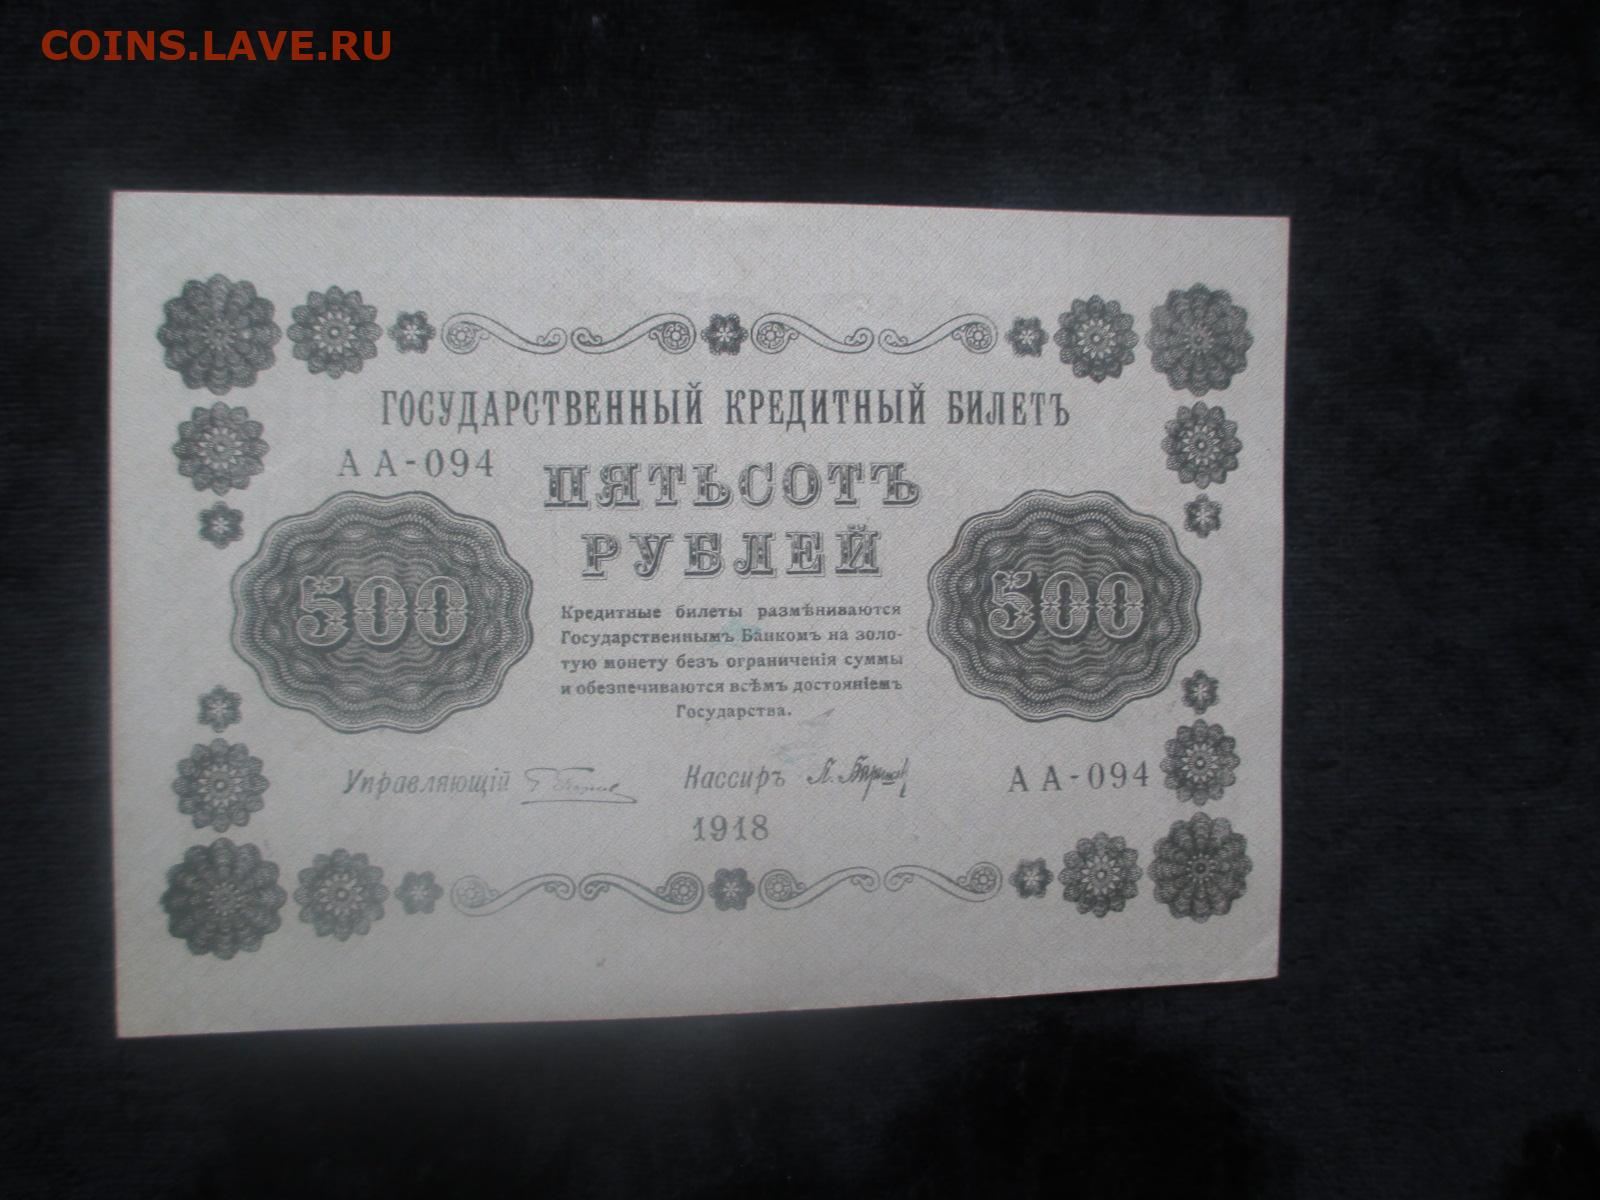 COINS.LAVE.RU
ГОСУДАРСТВЕННЫЙ КРЕДИТНЫЙ БИЛЕТЪ
АА-094
ПЯТЬСОТЪ
РУБЛЕЙ
500
500
Кредитные билеты размѣниваются
Государственнымъ Банкомъ на золо-
тую монету безъ ограниченія суммы
и обезпечиваются всѣмъ достояніемъ
Государства.
Управляющій
Кассиръ
АА-094
1918